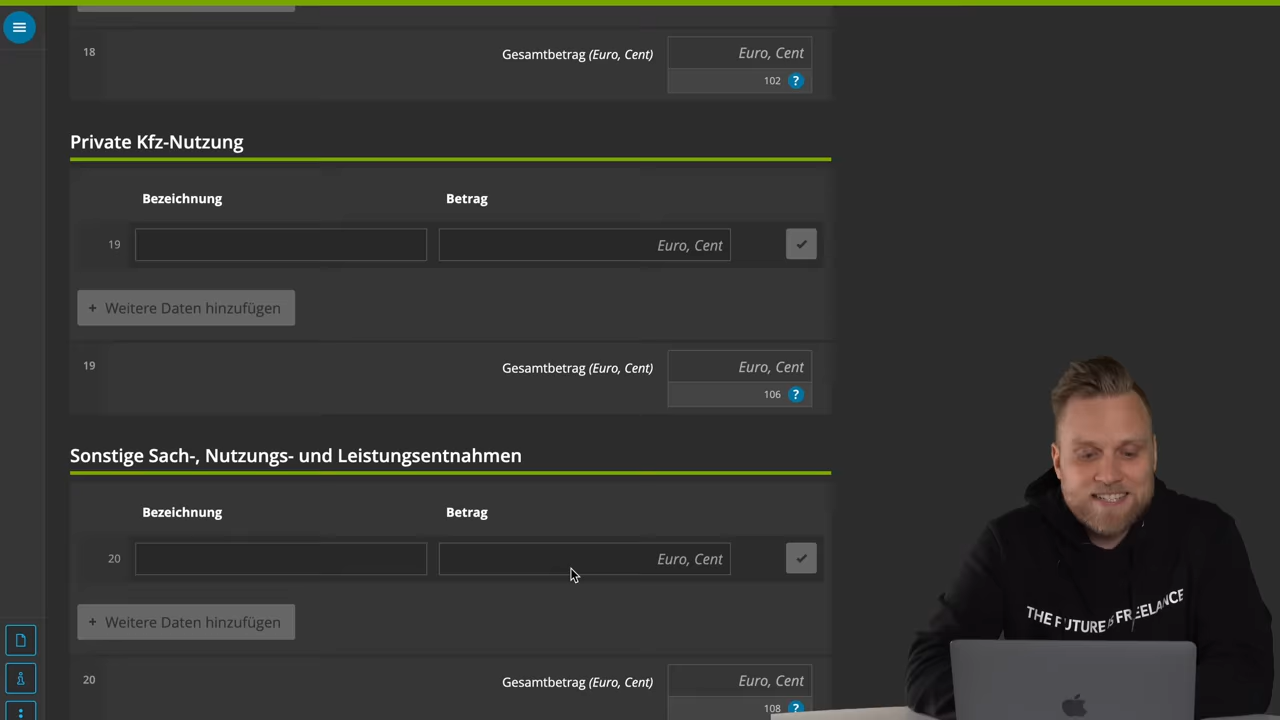 18
Gesamtbetrag (Euro, Cent)
Euro, Cent
102 ?
Private Kfz-Nutzung
Bezeichnung
Betrag
19
Euro, Cent
+ Weitere Daten hinzufügen
19
Gesamtbetrag (Euro, Cent)
Euro, Cent
106 ?
Sonstige Sach-, Nutzungs- und Leistungsentnahmen
Bezeichnung
Betrag
20
Euro, Cent
+ Weitere Daten hinzufügen
20
Gesamtbetrag (Euro, Cent)
Euro, Cent
108 ?
THE FUTURE IS FREELANCE